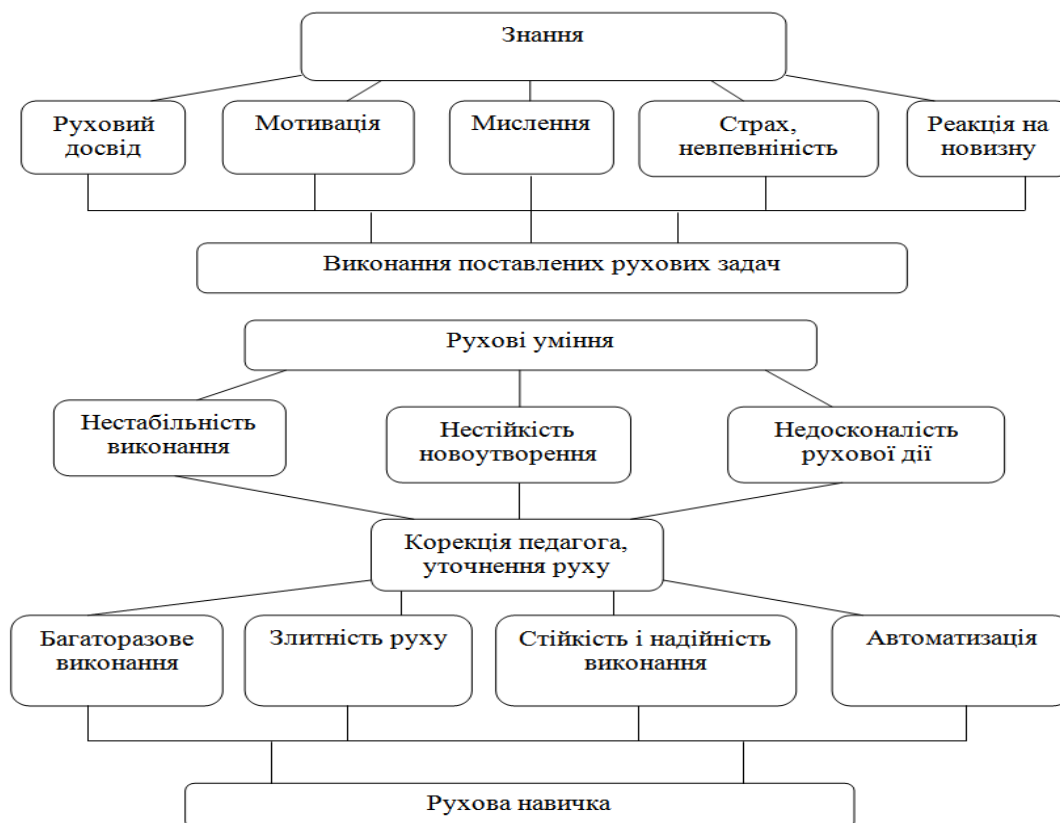 Знання
Руховий
досвід
Мотивація
Мислення
Страх,
невпевніність
Реакція на
новизну
Виконання поставлених рухових задач
Рухові уміння
Нестабільність
виконання
Нестійкість
новоутворення
Недосконалість
рухової дії
Корекція педагога,
уточнення руху
Багаторазове
виконання
Злитність руху
Стійкість і надійність
виконання
Автоматизація
Рухова навичка